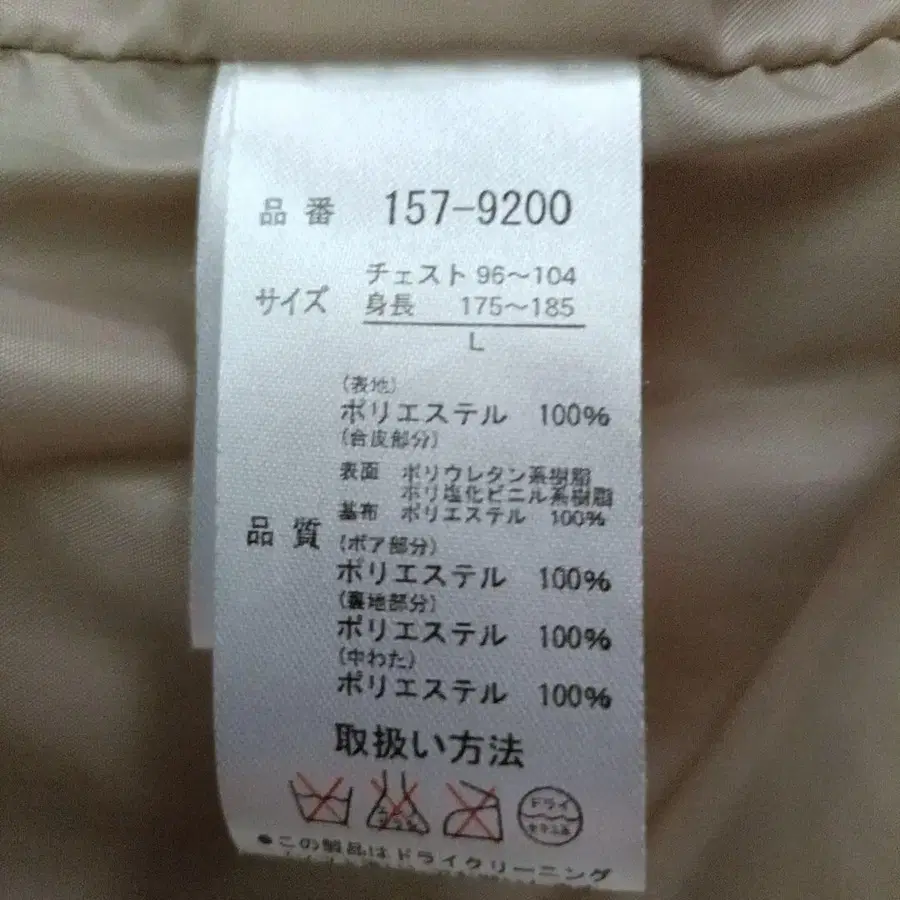 品番 157-9200
サイズ チェスト 96〜104
身長 175〜185
L
品質
(表地)
ポリエステル 100%
(合皮部分)
表面 ポリウレタン系樹脂
ポリ塩化ビニル系樹脂
基布 ポリエステル 100%
(ボア部分)
ポリエステル 100%
(裏地部分)
ポリエステル 100%
(中わた)
ポリエステル 100%
取扱い方法
ドライ
●この製品はドライクリーニング